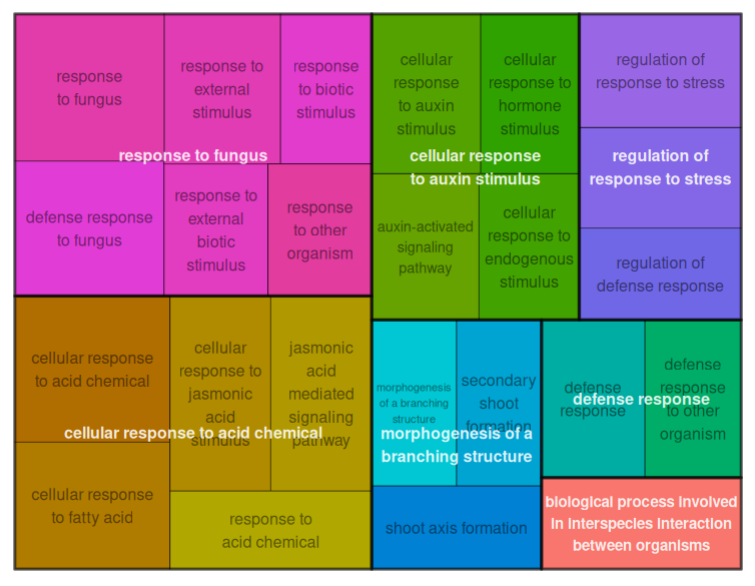 response
to fungus
response to
external
stimulus
response
to biotic
stimulus
response to fungus
defense response
to fungus
response to
external
biotic
stimulus
response
to other
organism
cellular
response
to auxin
stimulus
cellular
response to
hormone
stimulus
cellular response
to auxin stimulus
auxin-activated
signaling
pathway
cellular
response to
endogenous
stimulus
regulation of
response to stress
regulation of
response to stress
regulation of
defense response
cellular response
to acid chemical
cellular
response to
jasmonic
acid
stimulus
jasmonic
acid
mediated
signaling
pathway
cellular response to acid chemical
cellular response
to fatty acid
response to
acid chemical
morphogenesis
of a branching
structure
secondary
shoot
formation
morphogenesis of a
branching structure
shoot axis formation
defense
response
defense
response
to other
organism
defense response
biological process involved
in interspecies interaction
between organisms